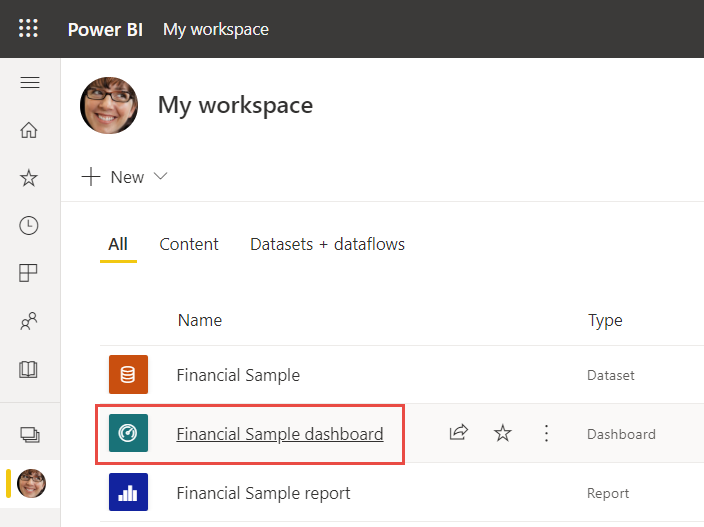 Power BI My workspace
My workspace
New
All Content Datasets + dataflows
Name Type
Financial Sample Dataset
Financial Sample dashboard Dashboard
Financial Sample report Report